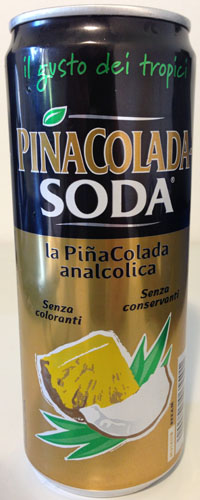 il gusto dei tropici
PIÑACOLADA
SODA®
la PiñaColada
analcolica
Senza
coloranti
Senza
conservanti